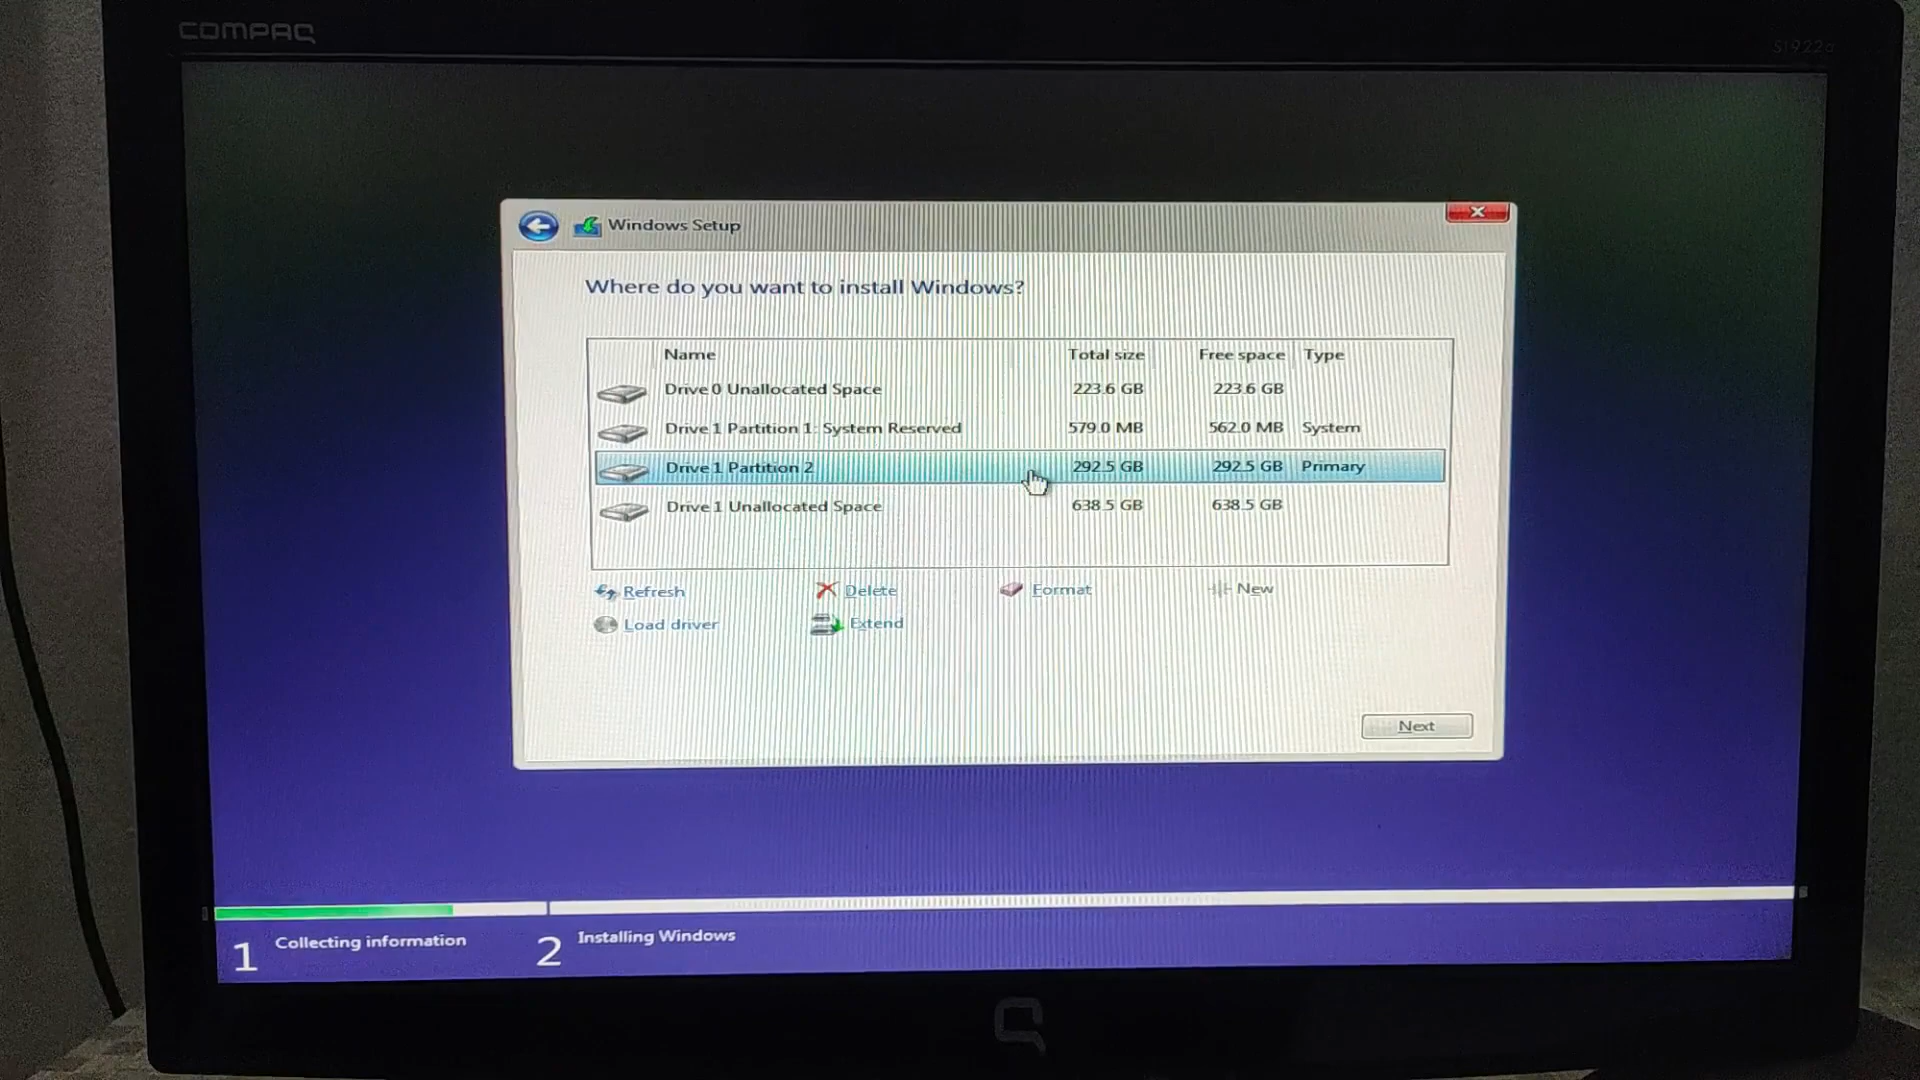 COMPAQ
S1922a
Windows Setup
Where do you want to install Windows?
Name Total size Free space Type
Drive 0 Unallocated Space 223.6 GB 223.6 GB
Drive 1 Partition 1: System Reserved 579.0 MB 562.0 MB System
Drive 1 Partition 2 292.5 GB 292.5 GB Primary
Drive 1 Unallocated Space 638.5 GB 638.5 GB
Refresh Delete Format New
Load driver Extend
Next
1 Collecting information 2 Installing Windows